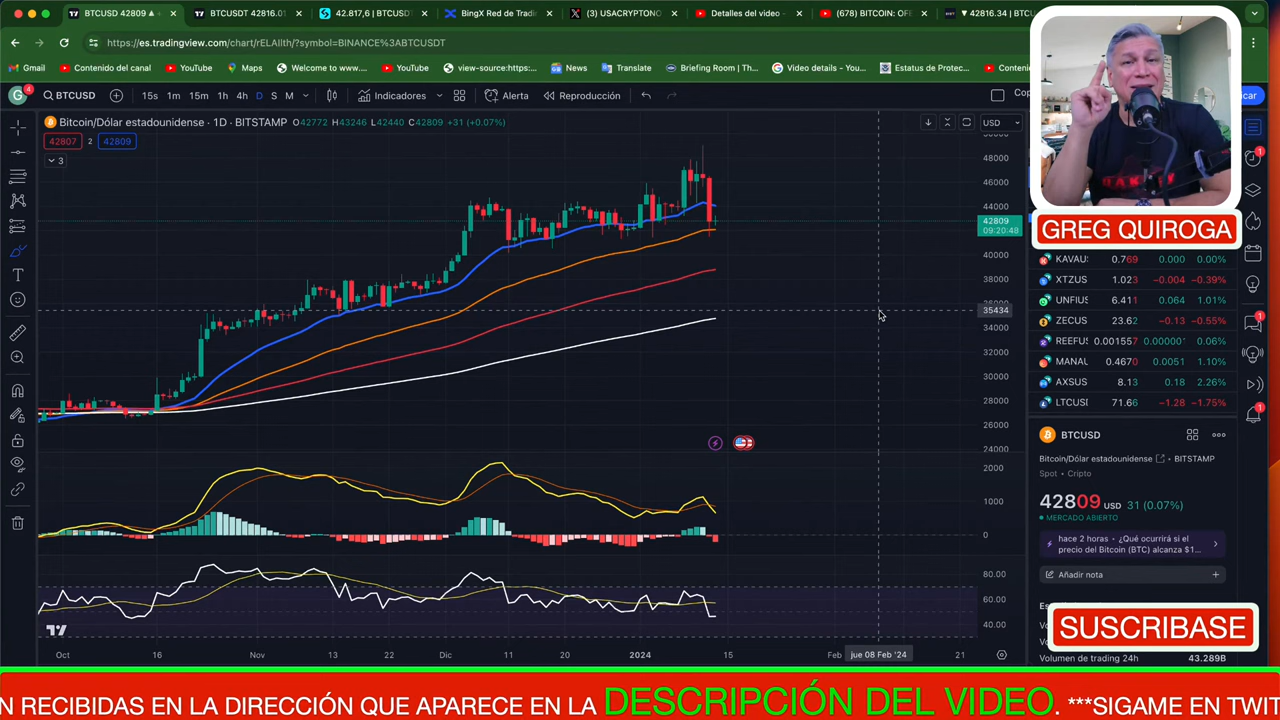 BTCUSD 42809 ▲
BTCUSDT 42816.01
42.817,6 | BTCUSDT
BingX Red de Trading
(3) USACRYPTONO
Detalles del video -
(678) BITCOIN: OF
▼ 42816.34 | BTCUS
https://es.tradingview.com/chart/rELAllth/?symbol=BINANCE%3ABTCUSDT
Gmail
Contenido del canal
YouTube
Maps
Welcome to www....
YouTube
view-source:https:...
News
Translate
Briefing Room | Th...
Video details - You...
Estatus de Protec...
G 4
BTCUSD
15s 1m 15m 1h 4h D S M
Indicadores
Alerta
Reproducción
Bitcoin/Dólar estadounidense · 1D · BITSTAMP O42772 H43246 L42440 C42809 +31 (+0.07%)
USD
42807 2 42809
3
48000
46000
44000
42809
09:20:48
40000
38000
35434
34000
32000
30000
28000
26000
24000
2000
1000
0
80.00
60.00
40.00
Oct Nov 13 22 Dic 11 20 2024 15 Feb jue 08 Feb '24 21
GREG QUIROGA
KAVAU 0.769 0.000 0.00%
XTZUS 1.023 −0.004 −0.39%
UNFIUS 6.411 0.064 1.01%
ZECUS 23.62 −0.13 −0.55%
REEFU 0.001557 0.00000 0.06%
MANAU 0.4670 0.0051 1.10%
AXSUS 8.13 0.18 2.26%
LTCUS 71.66 −1.28 −1.75%
BTCUSD
Bitcoin/Dólar estadounidense BITSTAMP
Spot • Cripto
42809 USD 31 (0.07%)
MERCADO ABIERTO
hace 2 horas • ¿Qué ocurrirá si el
precio del Bitcoin (BTC) alcanza $1...
Añadir nota
SUSCRIBASE
Volumen de trading 24h 43.289B
N RECIBIDAS EN LA DIRECCIÓN QUE APARECE EN LA DESCRIPCIÓN DEL VIDEO. ***SIGAME EN TWIT